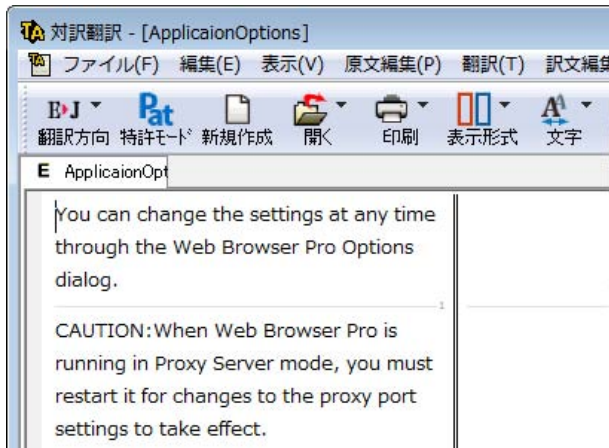 対訳翻訳 - [ApplicaionOptions]
ファイル(F) 編集(E) 表示(V) 原文編集(P) 翻訳(T) 訳文編集
E▸J Pat A A
翻訳方向 特許モード 新規作成 開く 印刷 表示形式 文字
E ApplicaionOpt
You can change the settings at any time
through the Web Browser Pro Options
dialog.
1
CAUTION:When Web Browser Pro is
running in Proxy Server mode, you must
restart it for changes to the proxy port
settings to take effect.